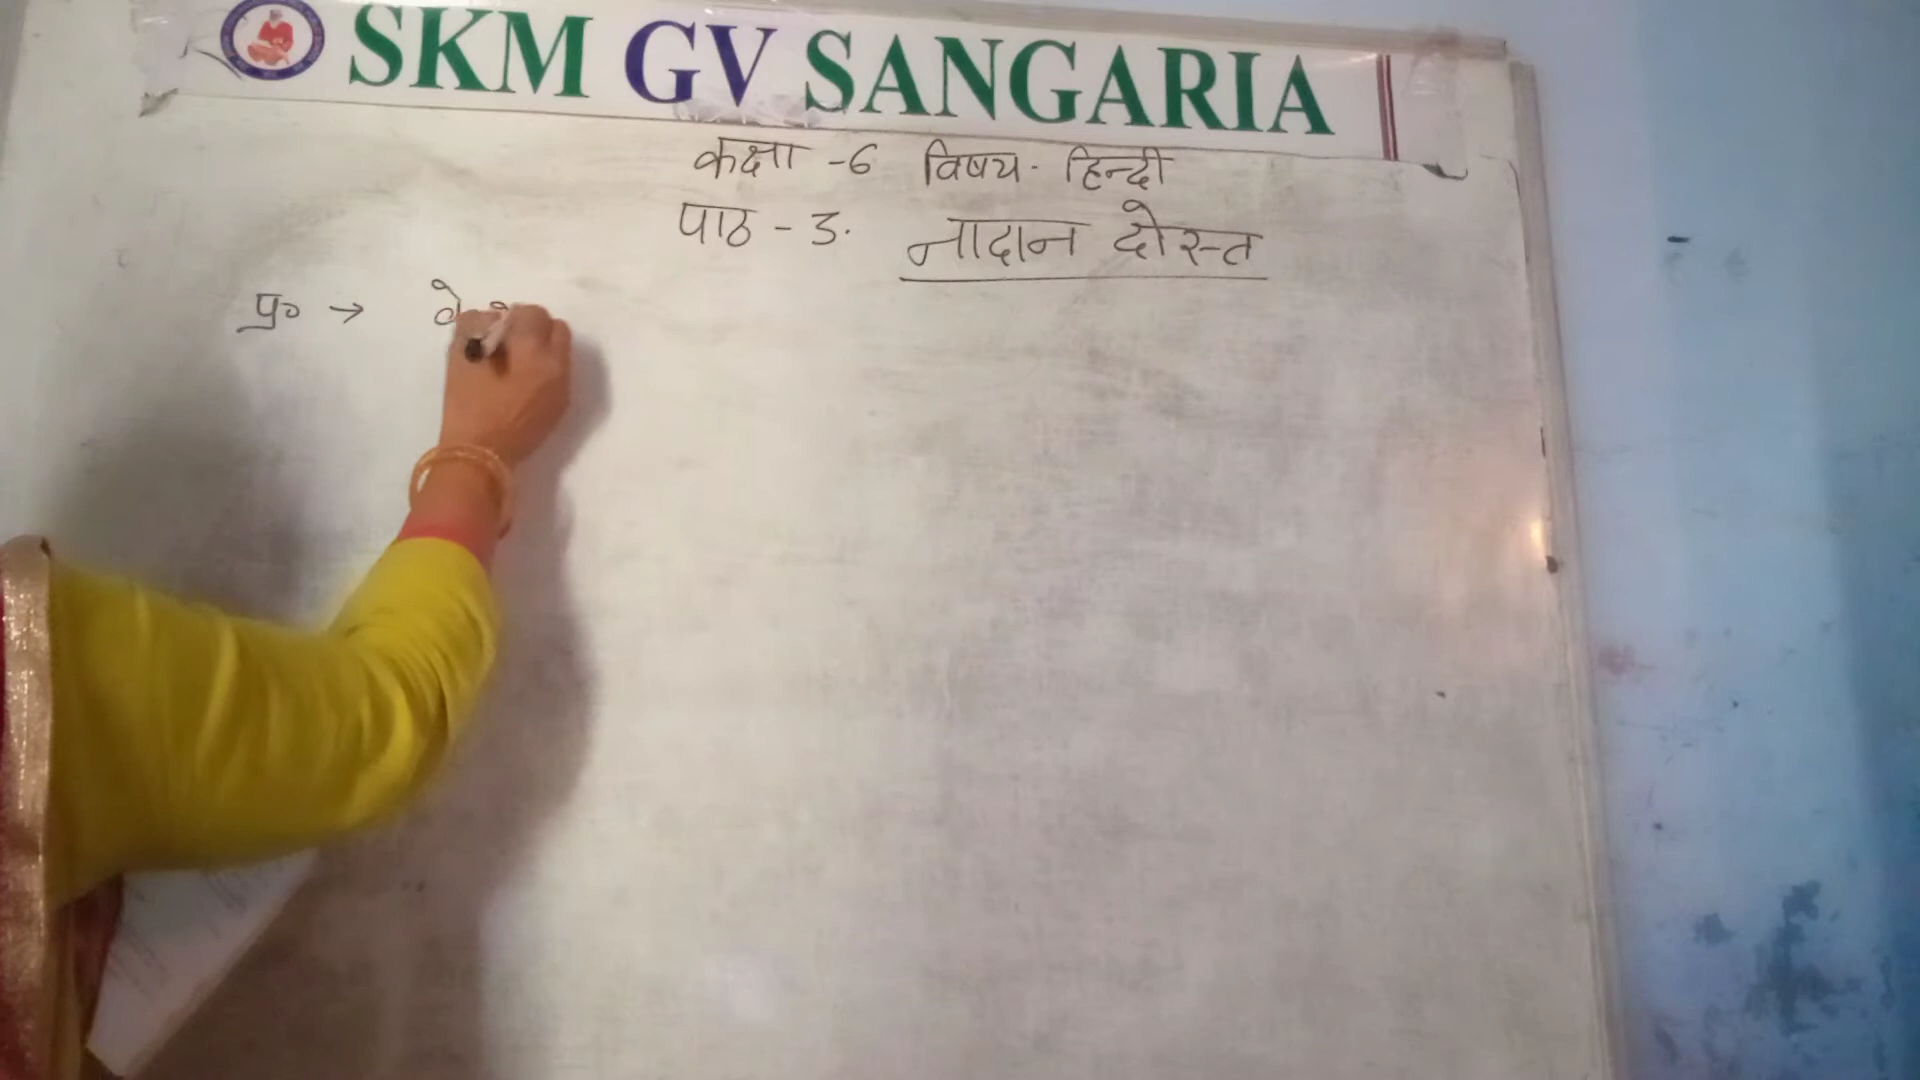 SKM GV SANGARIA
कक्षा -6 विषय- हिन्दी
पाठ - 3. नादान दोस्त
प्र० →